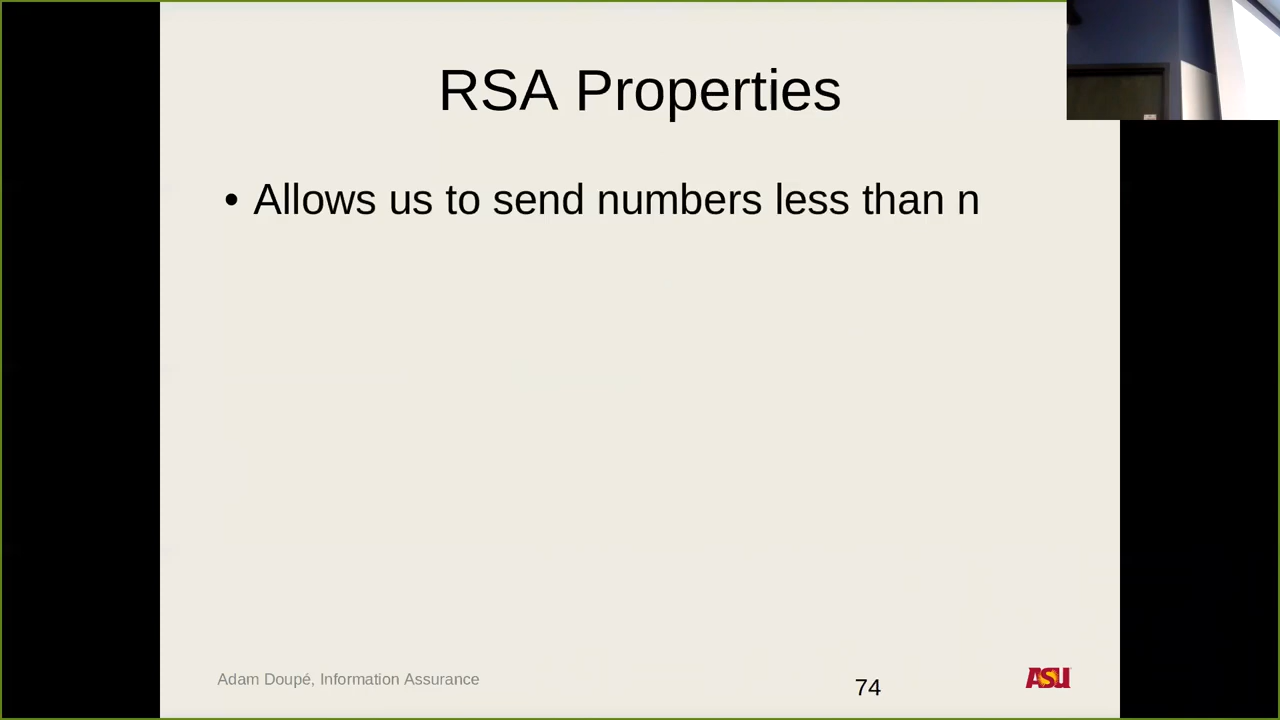 RSA Properties
• Allows us to send numbers less than n
Adam Doupé, Information Assurance
74
ASU